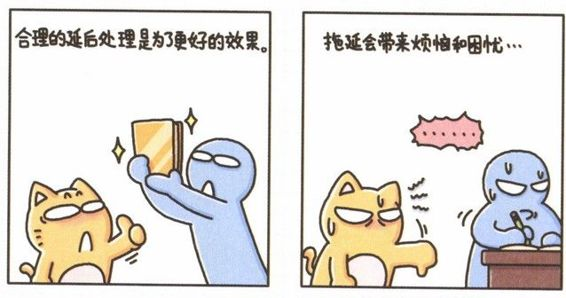 合理的延后处理是为了更好的效果。
拖延会带来烦恼和困忧…
……